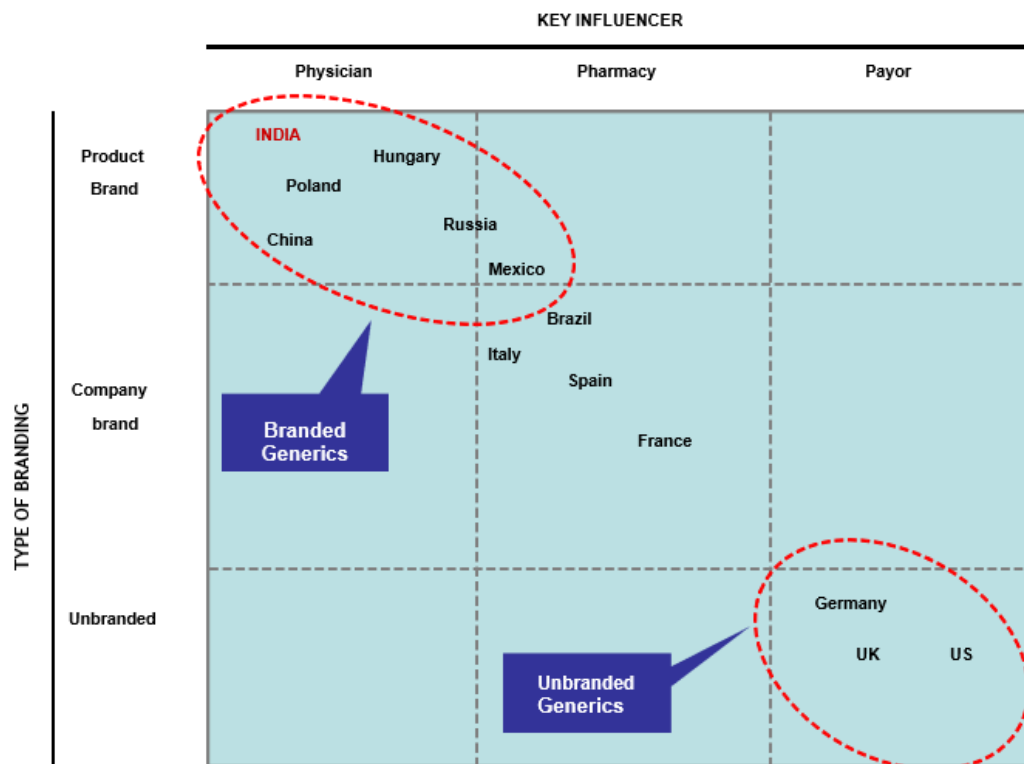 KEY INFLUENCER
Physician
Pharmacy
Payor
TYPE OF BRANDING
Product
Brand
INDIA
Hungary
Poland
Russia
China
Mexico
Brazil
Italy
Spain
Company
brand
France
Branded
Generics
Unbranded
Germany
UK
US
Unbranded
Generics